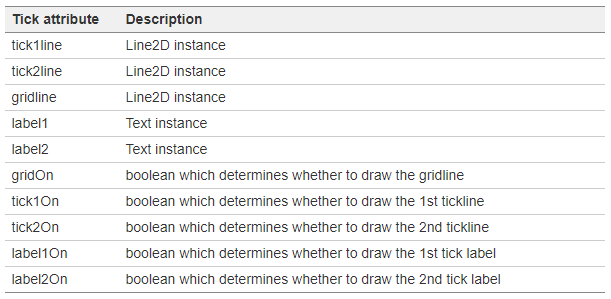 Tick attribute Description
tick1line Line2D instance
tick2line Line2D instance
gridline Line2D instance
label1 Text instance
label2 Text instance
gridOn boolean which determines whether to draw the gridline
tick1On boolean which determines whether to draw the 1st tickline
tick2On boolean which determines whether to draw the 2nd tickline
label1On boolean which determines whether to draw the 1st tick label
label2On boolean which determines whether to draw the 2nd tick label